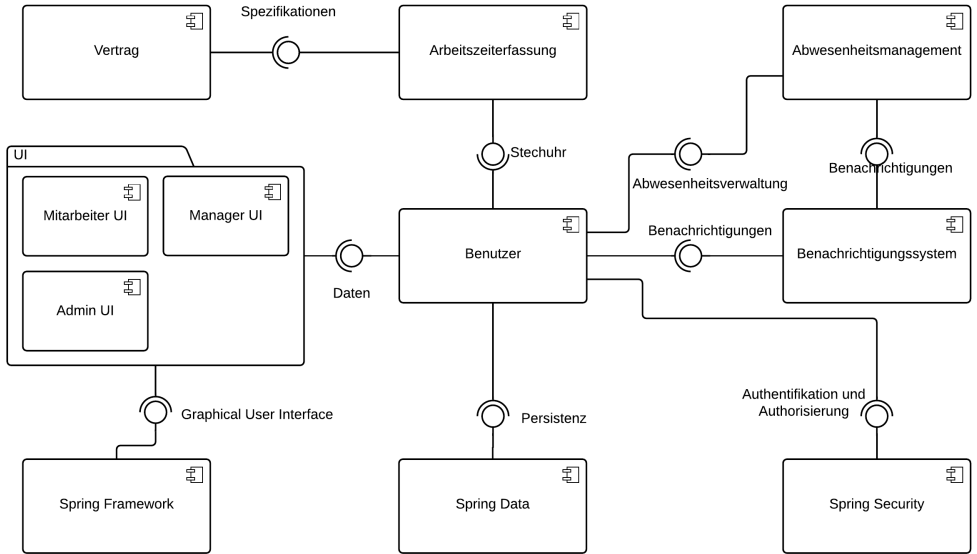 Spezifikationen
Vertrag
Arbeitszeiterfassung
Abwesenheitsmanagement
UI
Stechuhr
Benachrichtigungen
Abwesenheitsverwaltung
Mitarbeiter UI
Manager UI
Benachrichtigungen
Benutzer
Benachrichtigungssystem
Daten
Admin UI
Authentifikation und
Authorisierung
Graphical User Interface
Persistenz
Spring Framework
Spring Data
Spring Security